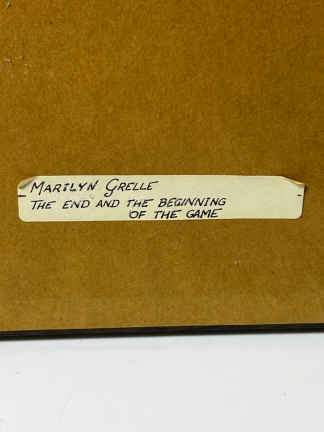 MARILYN GRELLE
THE END AND THE BEGINNING
OF THE GAME